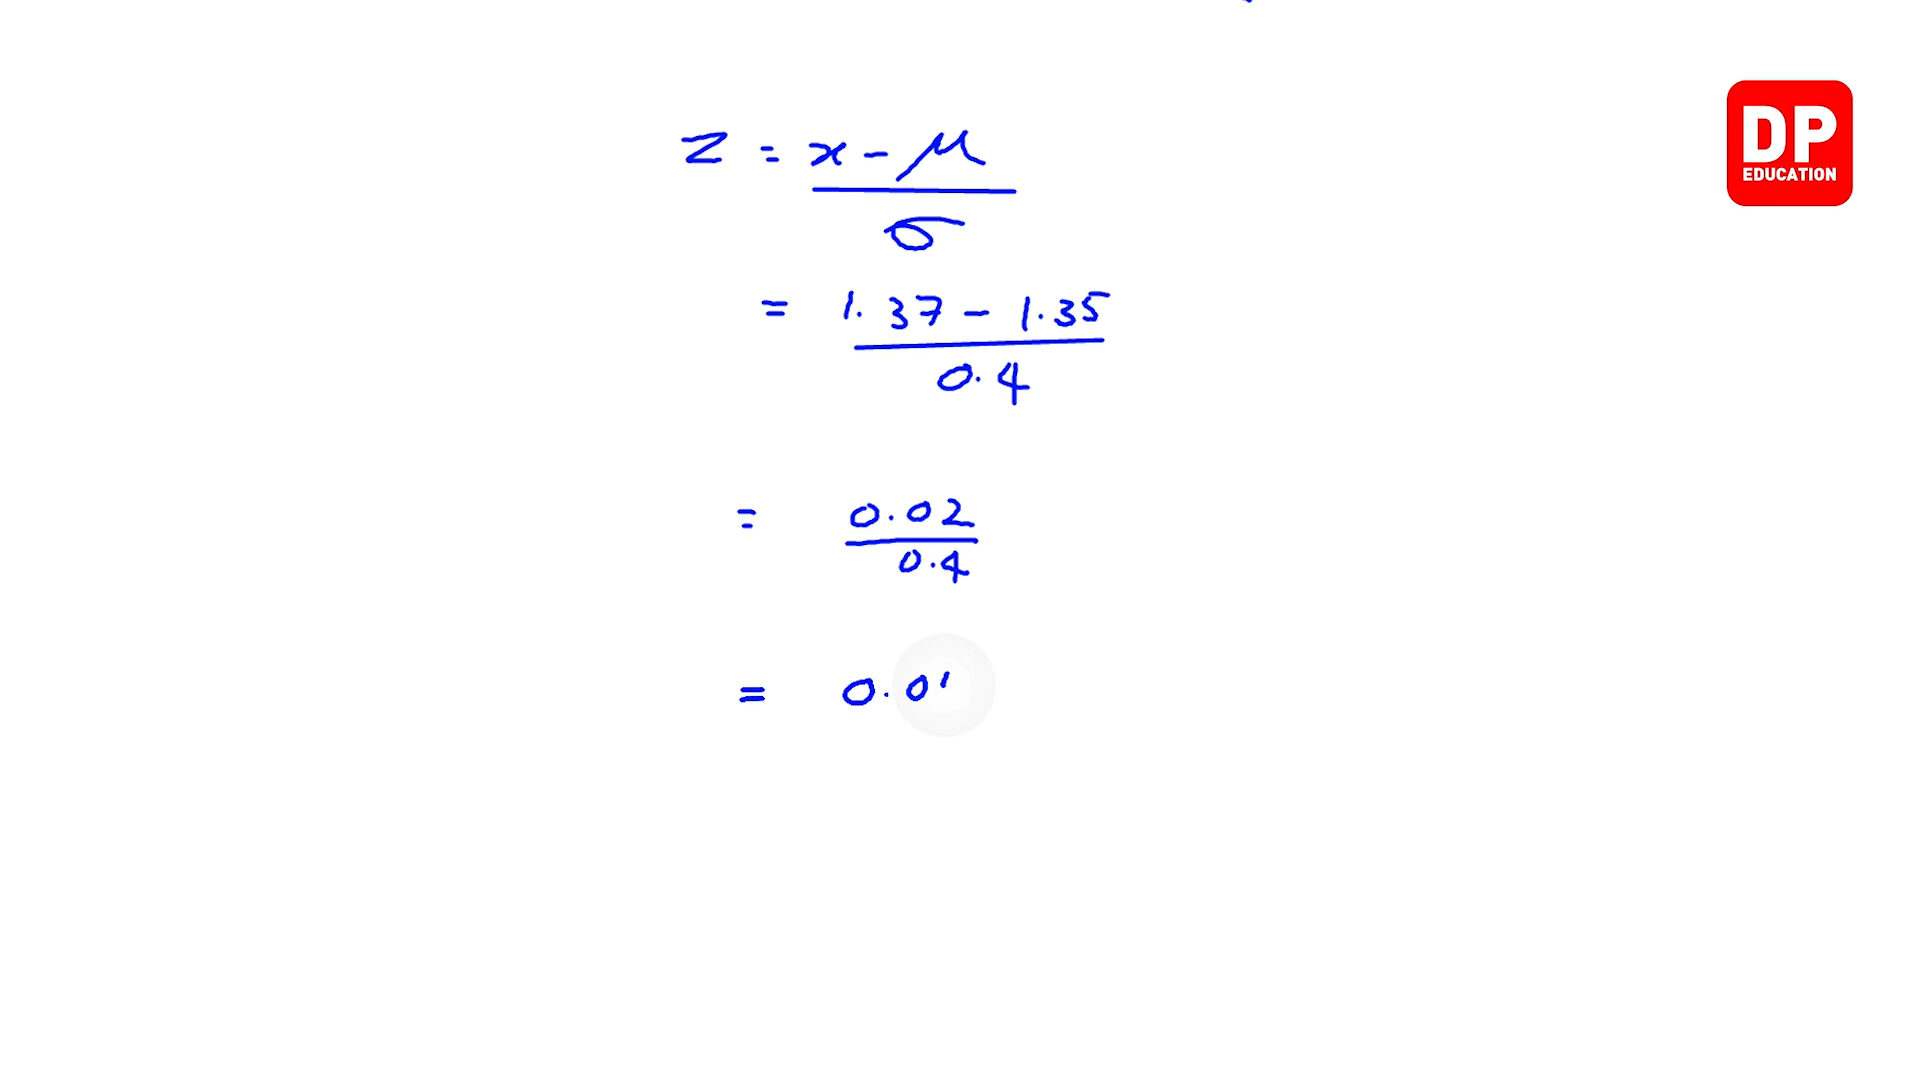 DP
EDUCATION
z = x - μ
σ
= 1.37 - 1.35
0.4
= 0.02
0.4
= 0.0